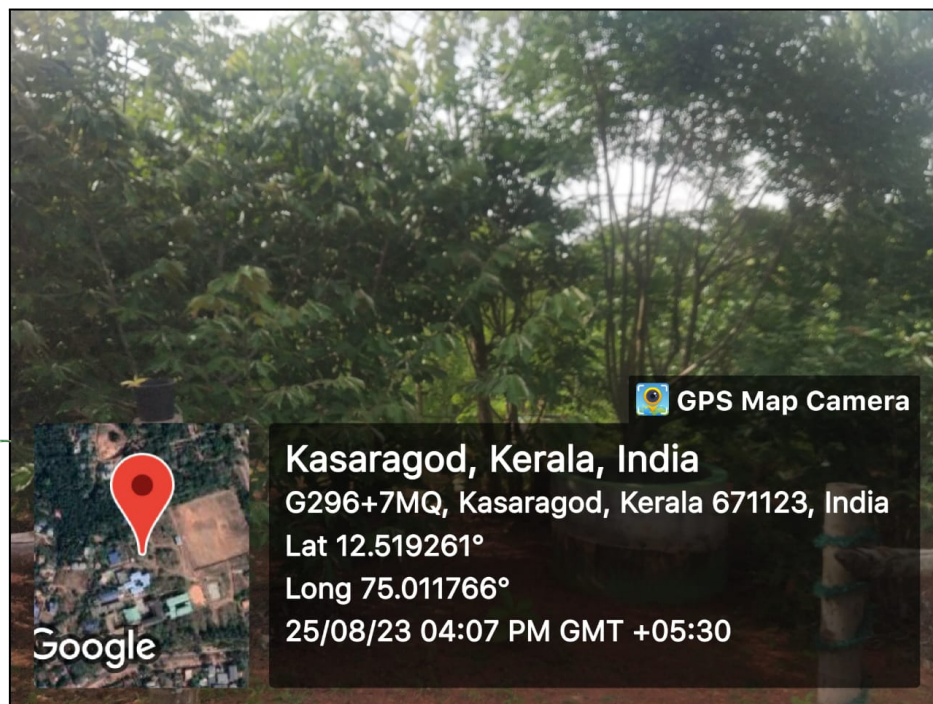 GPS Map Camera
Kasaragod, Kerala, India
G296+7MQ, Kasaragod, Kerala 671123, India
Lat 12.519261°
Long 75.011766°
25/08/23 04:07 PM GMT +05:30
Google